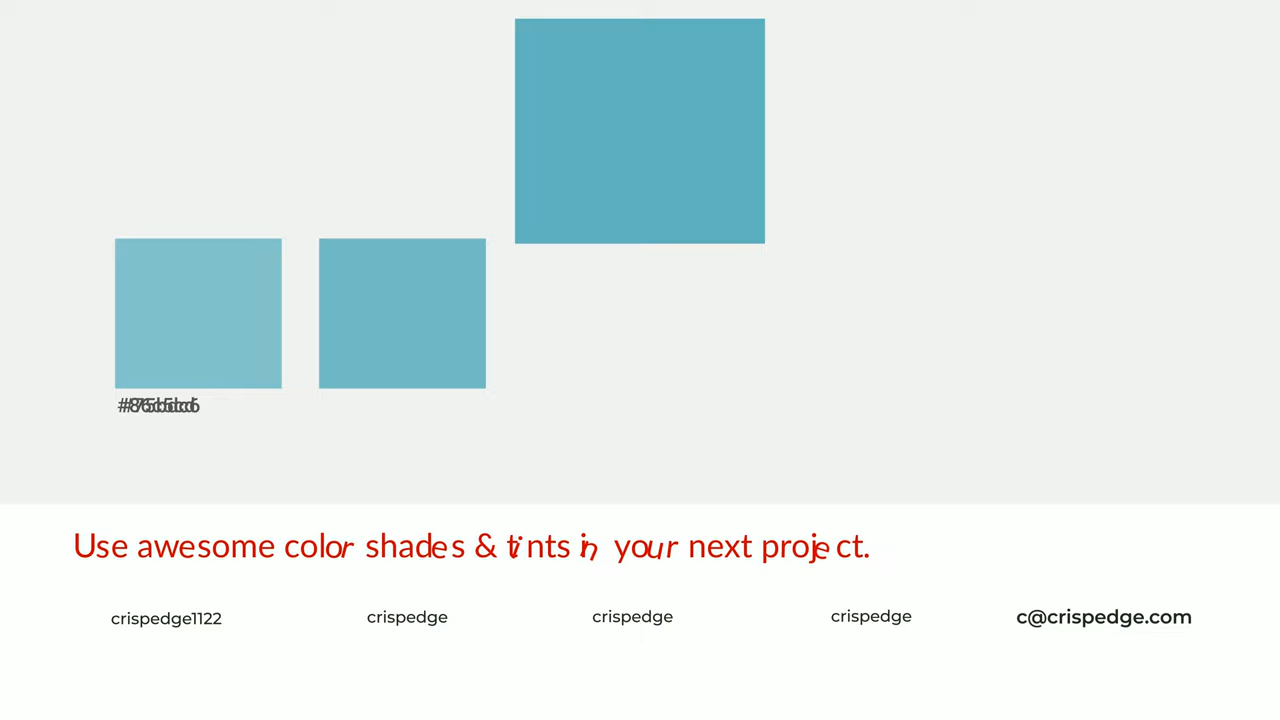 Use awesome color shades & tints in your next project.
crispedge1122 crispedge crispedge crispedge c@crispedge.com